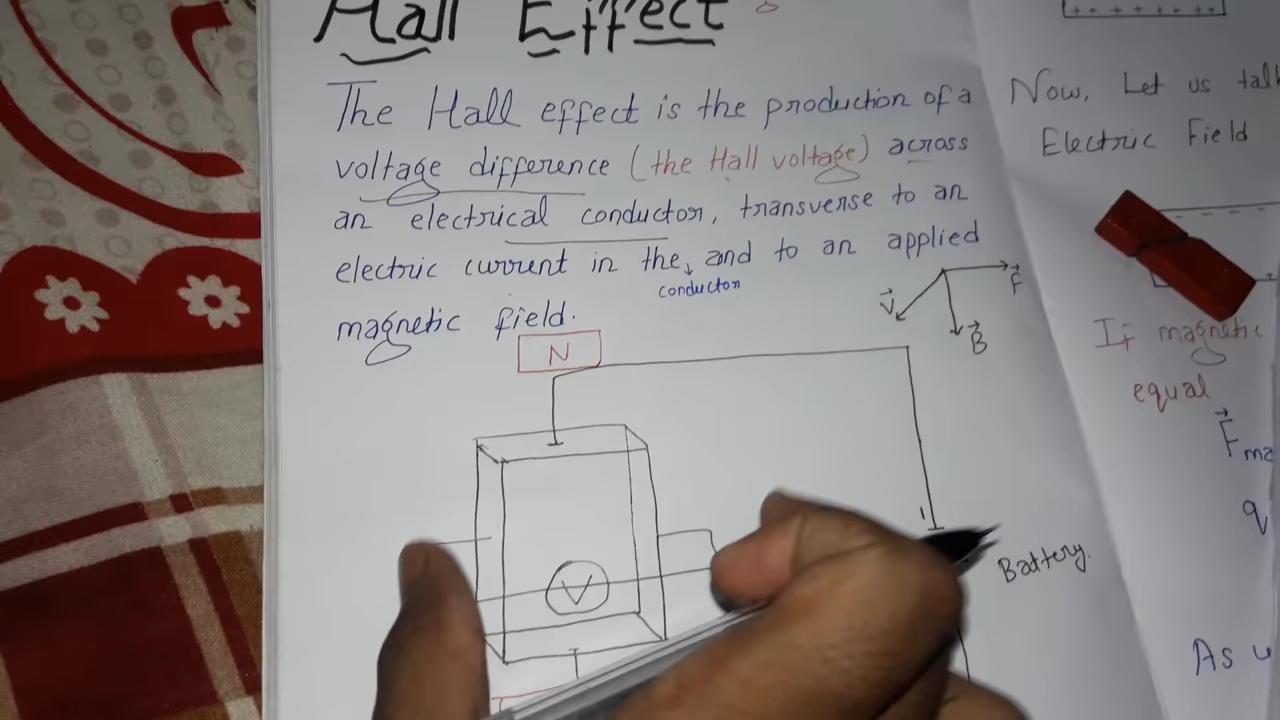 Hall Effect
The Hall effect is the production of a
voltage difference (the Hall voltage) across
an electrical conductor, transverse to an
electric current in the and to an applied
conductor
magnetic field.
F
V
B
N
V
Battery.
+ + + + + + +
Now, Let us
Electric Field
If magnetic
equal
F
q
As